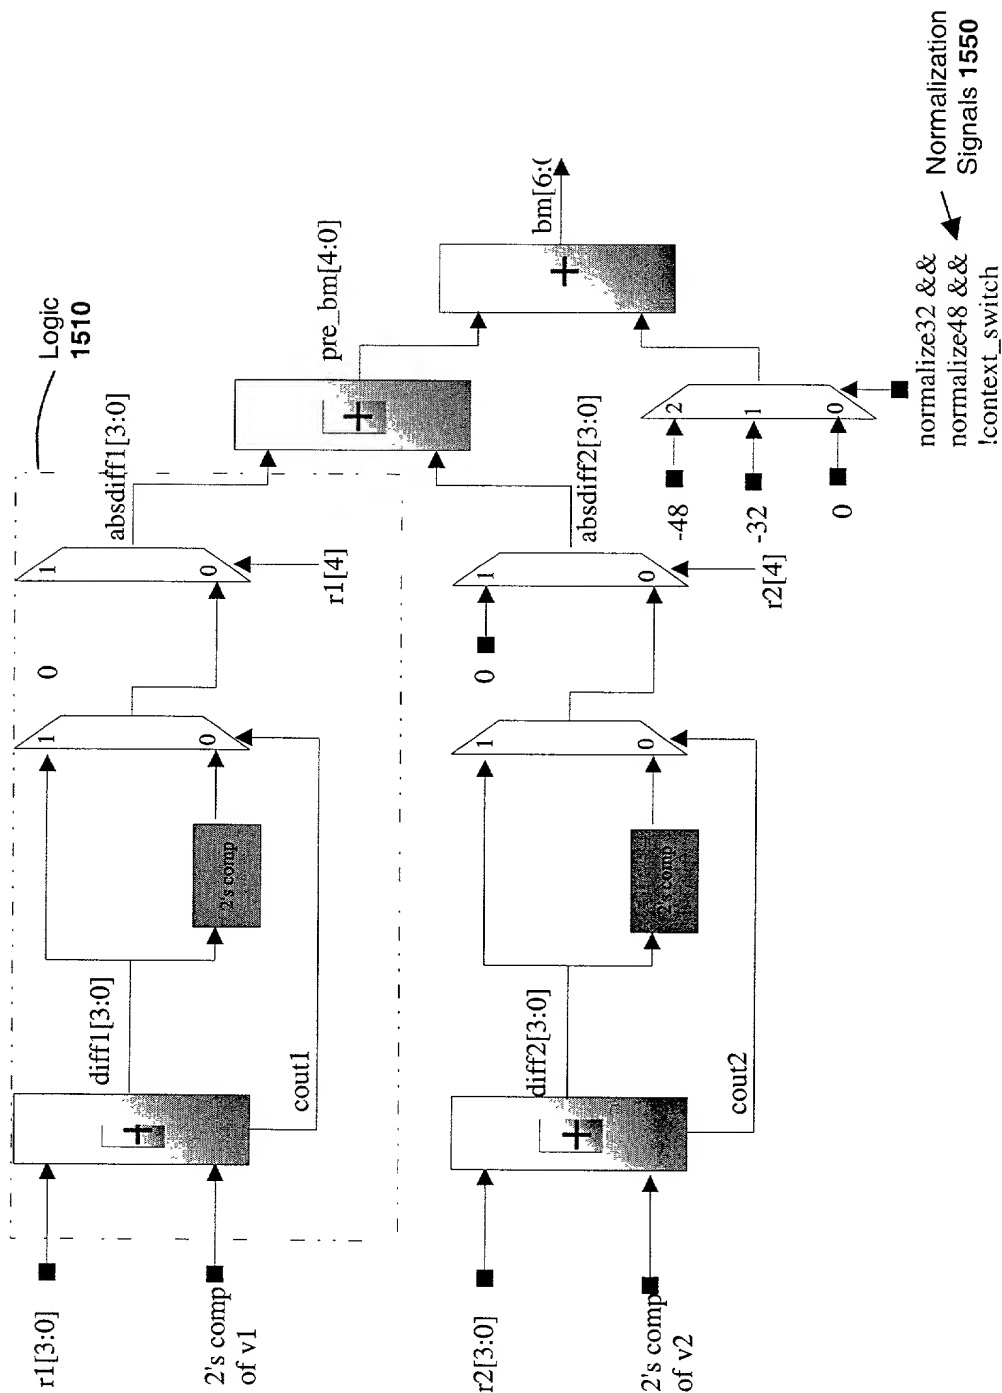 Logic
1510
r1[3:0]
2's comp
of v1
+
diff1[3:0]
cout1
2's comp
1
0
0
1
0
r1[4]
absdiff1[3:0]
+
pre_bm[4:0]
r2[3:0]
2's comp
of v2
+
diff2[3:0]
cout2
2's comp
1
0
0
1
0
r2[4]
absdiff2[3:0]
-48
-32
0
2
1
0
+
bm[6:(
normalize32 &&
normalize48 &&
!context_switch
Normalization
Signals 1550